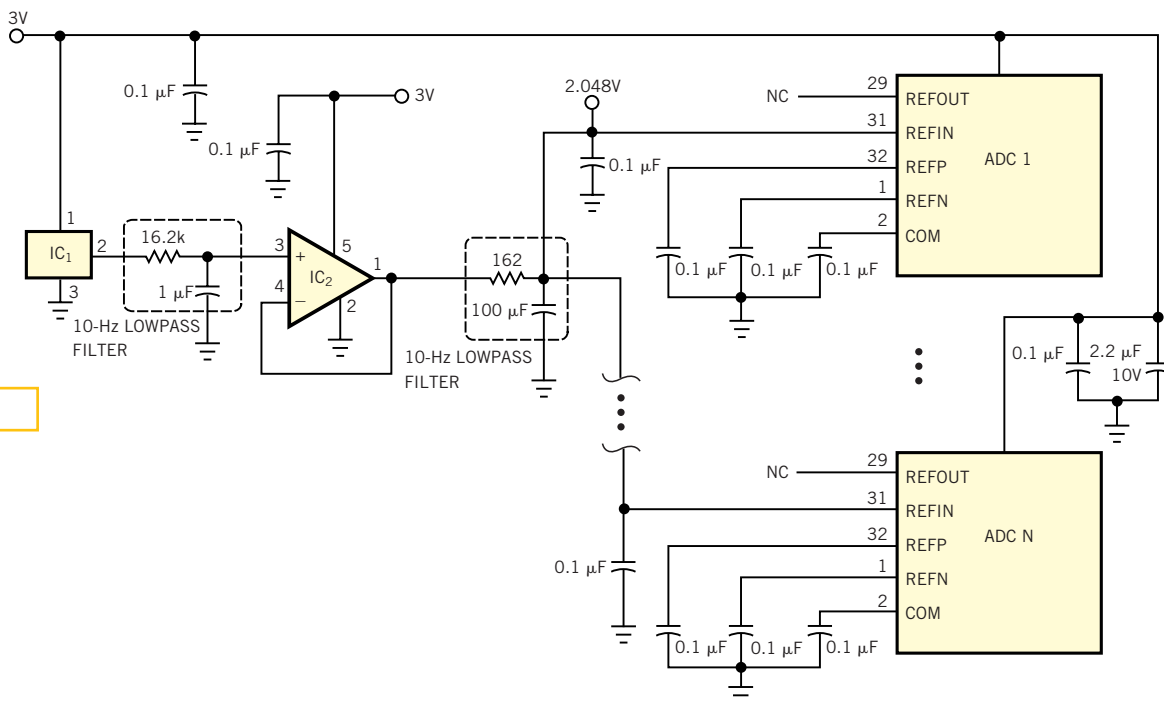 3V
0.1 μF
3V
0.1 μF
1
IC1
2
3
16.2k
1 μF
10-Hz LOWPASS
FILTER
3
+
4
–
IC2
5
1
2
162
100 μF
10-Hz LOWPASS
FILTER
2.048V
0.1 μF
NC
29
REFOUT
31
REFIN
32
REFP
1
REFN
2
COM
ADC 1
0.1 μF
0.1 μF
0.1 μF
0.1 μF
2.2 μF
10V
NC
29
REFOUT
31
REFIN
32
REFP
1
REFN
2
COM
ADC N
0.1 μF
0.1 μF
0.1 μF
0.1 μF